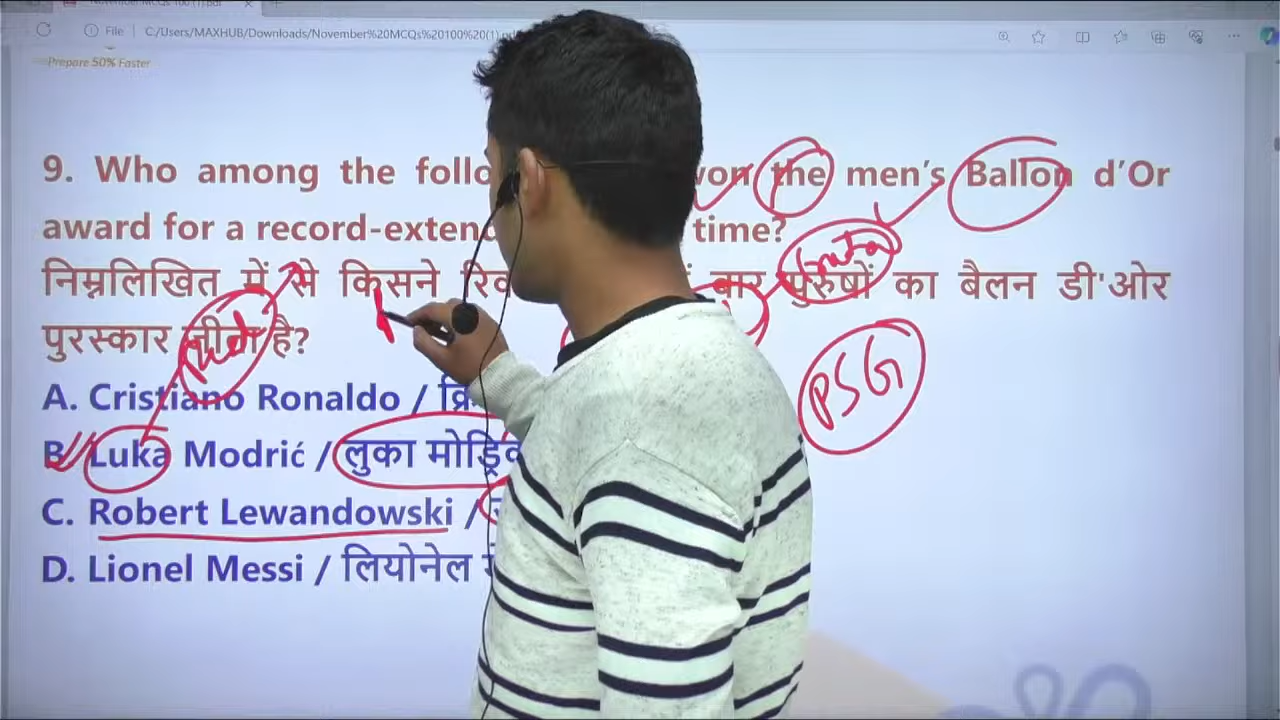 File C:/Users/MAXHUB/Downloads/November%20MCQs%20100%20(1).pd
Prepare 50% Faster
9. Who among the follo won the men's Ballon d'Or
award for a record-extend time?
निम्नलिखित में से किसने रिव बार पुरुषों का बैलन डी'ओर
पुरस्कार जीता है?
PSG
A. Cristiano Ronaldo / क्रि
B. Luka Modrić / लुका मोड्रिक
C. Robert Lewandowski /
D. Lionel Messi / लियोनेल